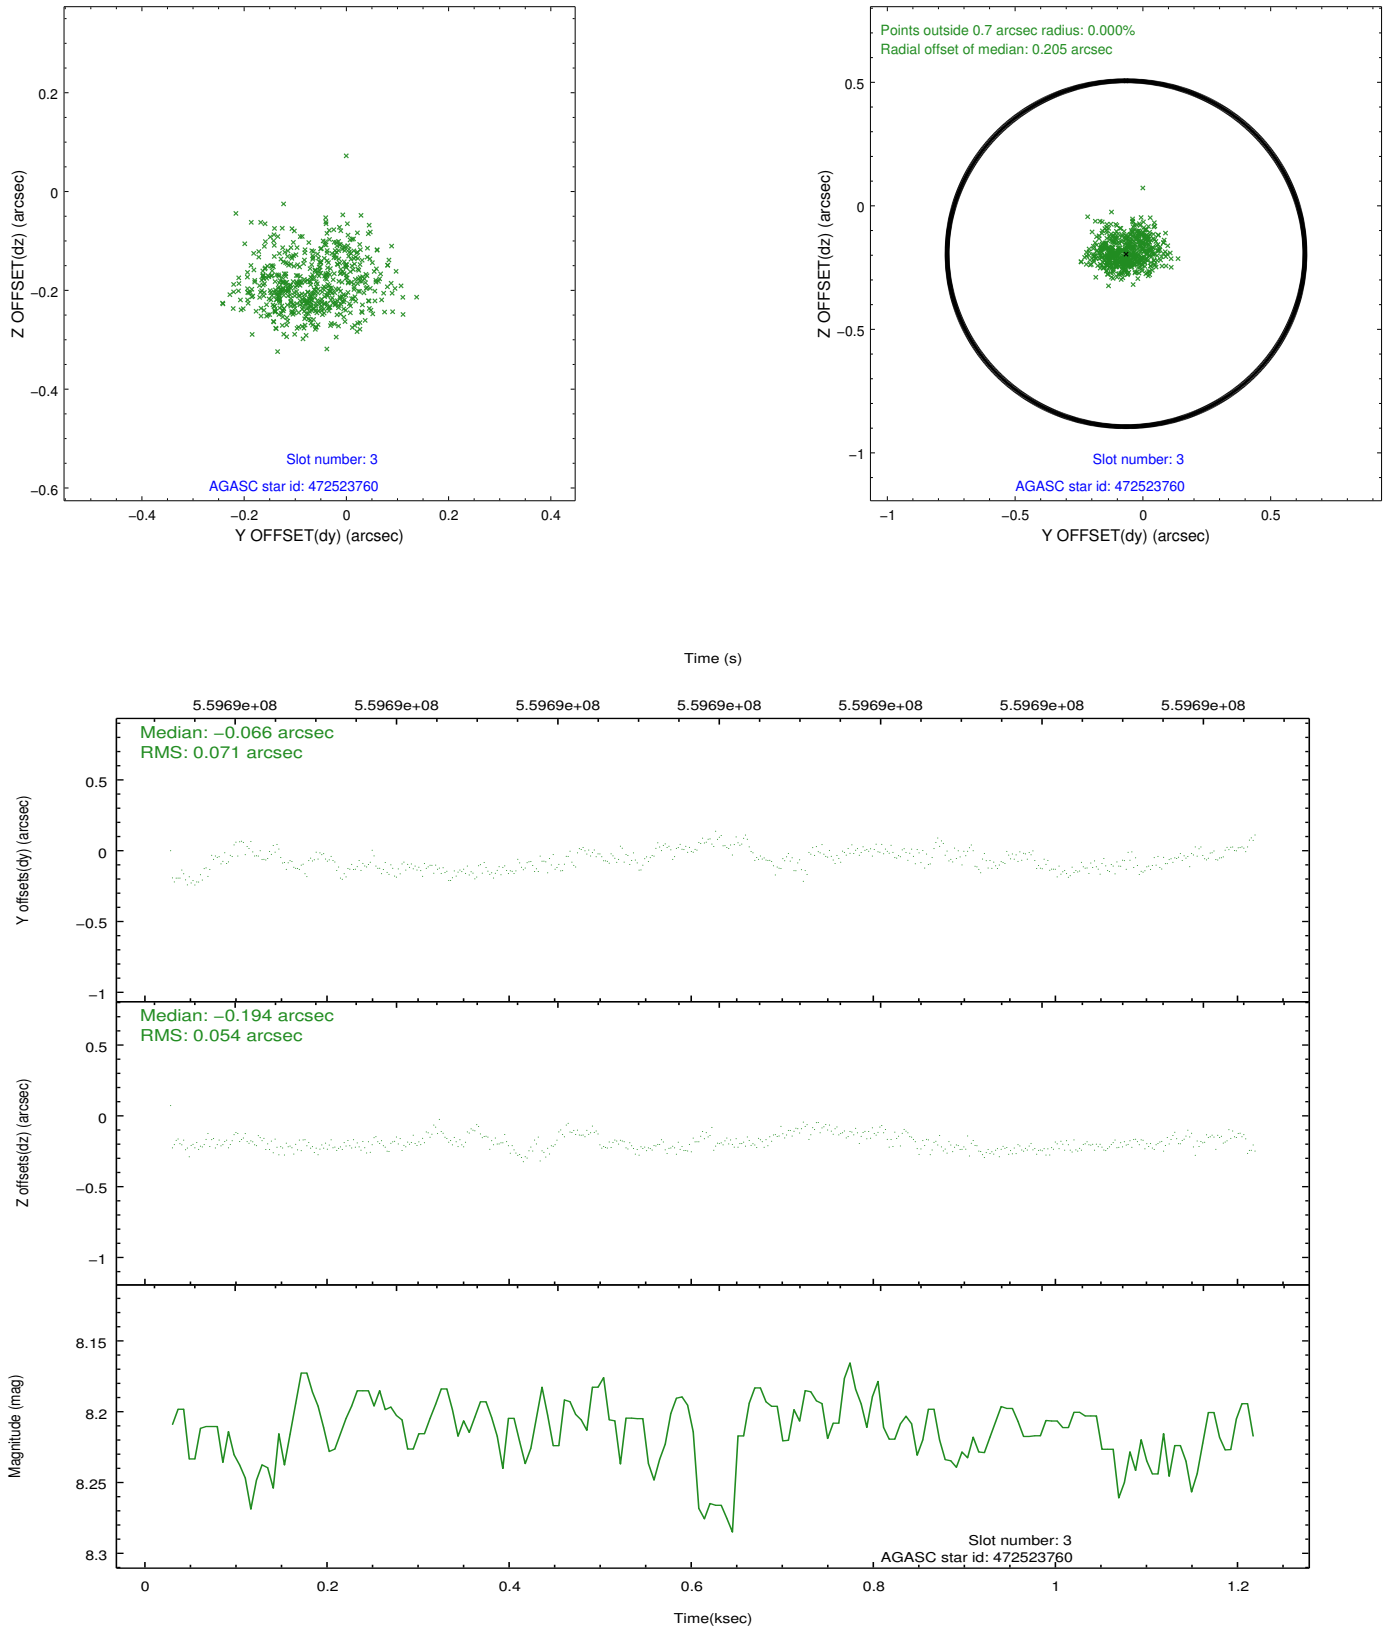 0.2
0
−0.2
−0.4
−0.6
Z OFFSET(dz) (arcsec)
Slot number: 3
AGASC star id: 472523760
−0.4
−0.2
0
0.2
0.4
Y OFFSET(dy) (arcsec)
Points outside 0.7 arcsec radius: 0.000%
Radial offset of median: 0.205 arcsec
0.5
0
−0.5
−1
Z OFFSET(dz) (arcsec)
Slot number: 3
AGASC star id: 472523760
−1
−0.5
0
0.5
Y OFFSET(dy) (arcsec)
Time (s)
5.5969e+08
5.5969e+08
5.5969e+08
5.5969e+08
5.5969e+08
5.5969e+08
5.5969e+08
Median: −0.066 arcsec
RMS: 0.071 arcsec
0.5
0
−0.5
−1
Y offsets(dy) (arcsec)
Median: −0.194 arcsec
RMS: 0.054 arcsec
0.5
0
−0.5
−1
Z offsets(dz) (arcsec)
8.15
8.2
8.25
8.3
Magnitude (mag)
Slot number: 3
AGASC star id: 472523760
0
0.2
0.4
0.6
0.8
1
1.2
Time(ksec)